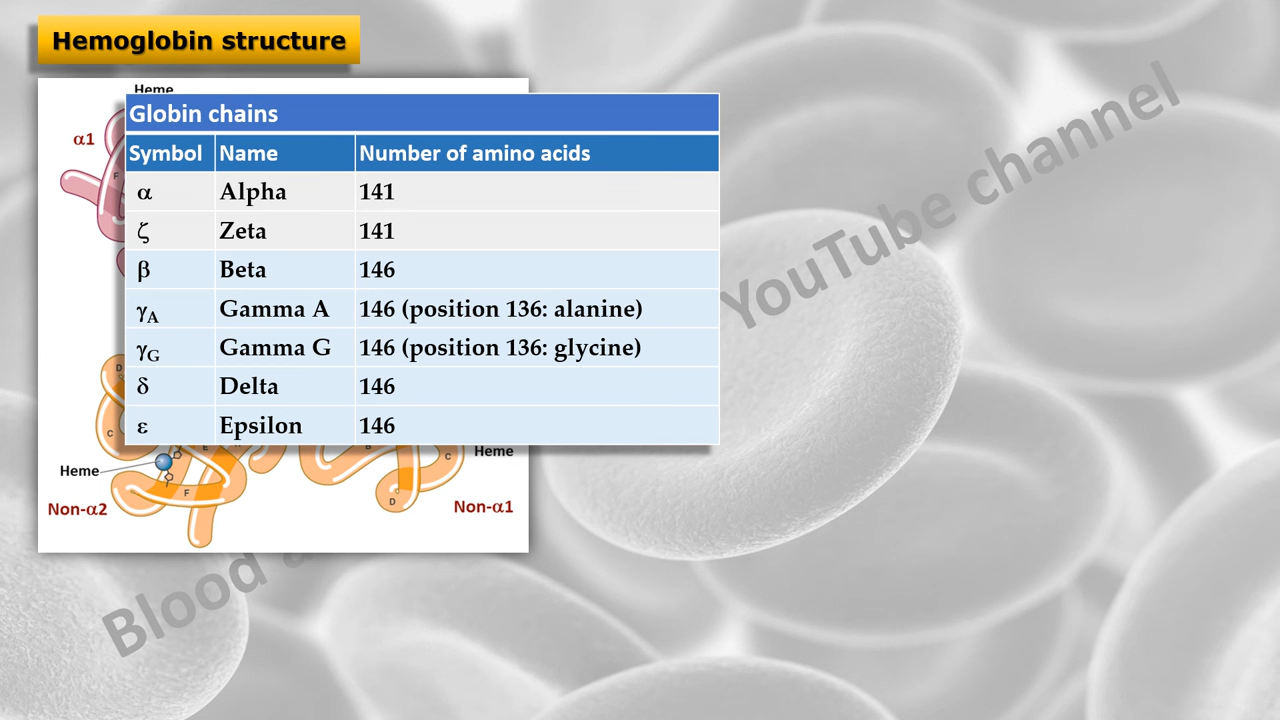 Hemoglobin structure
Heme
α1
F
Globin chains
Symbol Name Number of amino acids
α Alpha 141
ζ Zeta 141
β Beta 146
γA Gamma A 146 (position 136: alanine)
γG Gamma G 146 (position 136: glycine)
δ Delta 146
ε Epsilon 146
D
C
E
C
Heme
Heme
F
D
Non-α2
Non-α1
Blood
YouTube channel